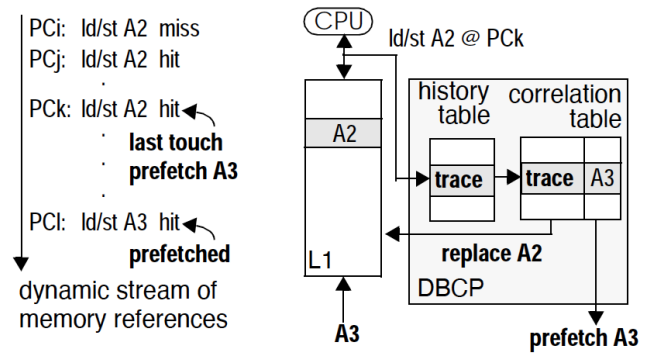 PCi: ld/st A2 miss
PCj: ld/st A2 hit
.
PCk: ld/st A2 hit
. last touch
. prefetch A3
.
PCl: ld/st A3 hit
prefetched
dynamic stream of
memory references
CPU
ld/st A2 @ PCk
A2
L1
A3
history
table
correlation
table
trace
trace A3
replace A2
DBCP
prefetch A3